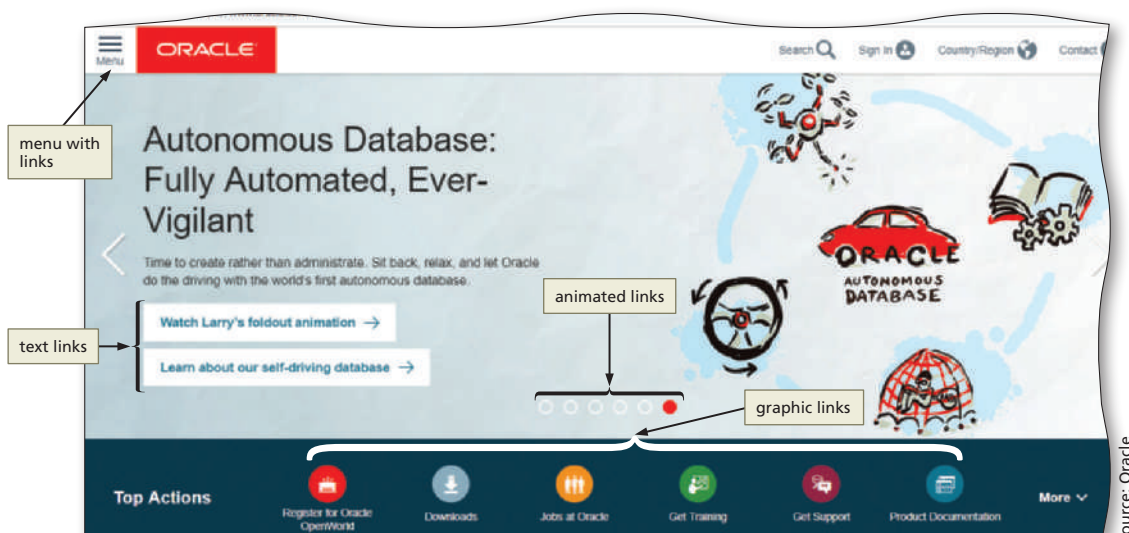 Menu
ORACLE
Search
Sign In
Country/Region
Contact
menu with
links
Autonomous Database:
Fully Automated, Ever-
Vigilant
Time to create rather than administrate. Sit back, relax, and let Oracle
do the driving with the world's first autonomous database.
text links
Watch Larry's foldout animation →
Learn about our self-driving database →
animated links
graphic links
ORACLE
AUTONOMOUS
DATABASE
Top Actions
Register for Oracle
OpenWorld
Downloads
Jobs at Oracle
Get Training
Get Support
Product Documentation
More
Source: Oracle